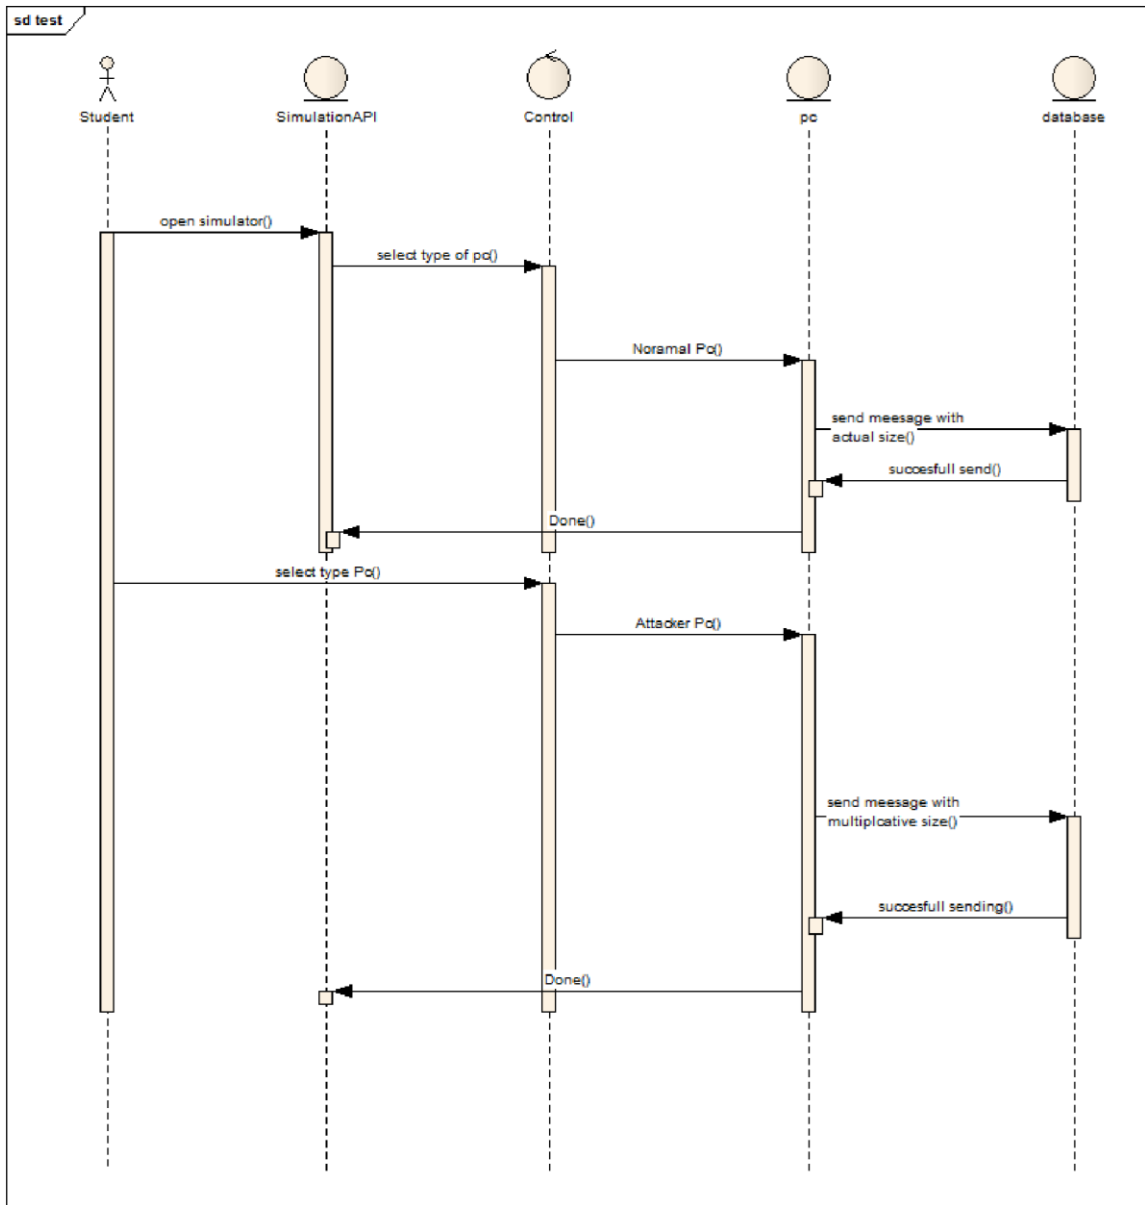 sd test
Student
SimulationAPI
Control
pc
database
open simulator()
select type of pc()
Noramal Pc()
send meesage with
actual size()
succesfull send()
Done()
select type Pc()
Attacker Pc()
send meesage with
multiplcative size()
succesfull sending()
Done()